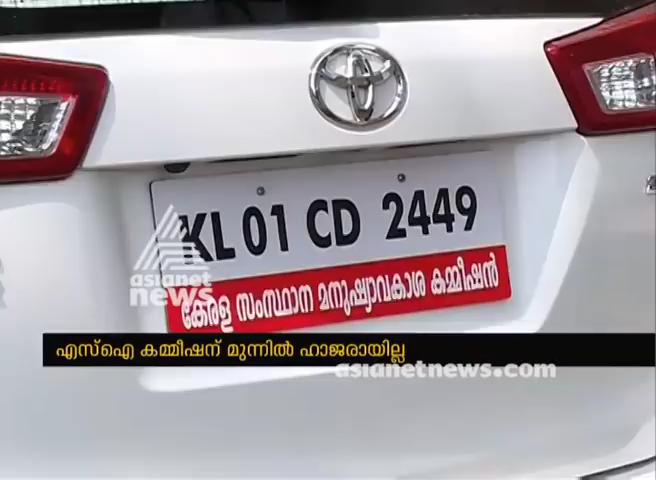 KL 01 CD 2449
കേരള സംസ്ഥാന മനുഷ്യാവകാശ കമ്മീഷൻ
asianet
news
എസ്ഐ കമ്മീഷന് മുന്നിൽ ഹാജരായില്ല
asianetnews.com